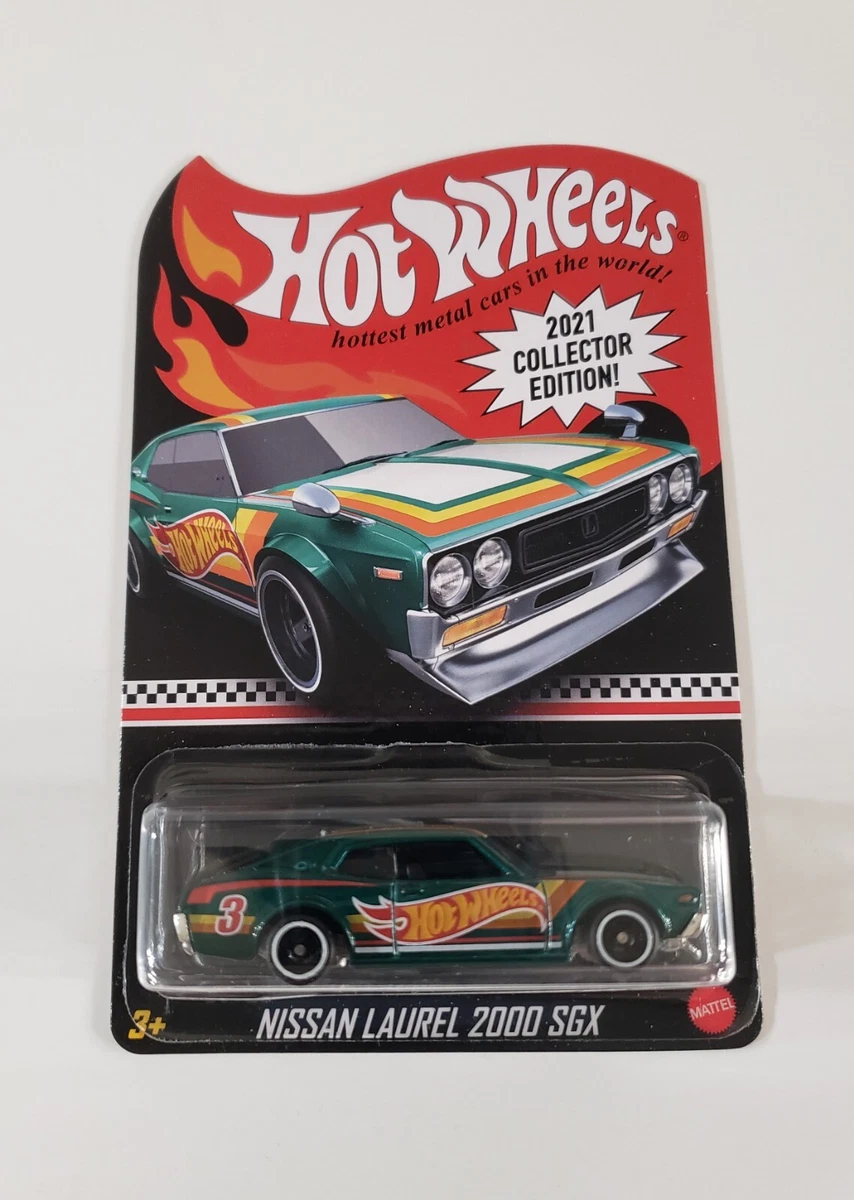 HOT WHEELS®
hottest metal cars in the world!
2021
COLLECTOR
EDITION!
HOT WHEELS
L
3
HOT WHEELS
3+
NISSAN LAUREL 2000 SGX
MATTEL